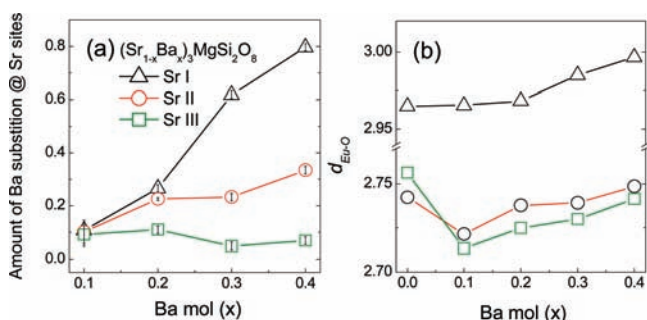 (a)
(Sr₁₋ₓBaₓ)₃MgSi₂O₈
Sr I
Sr II
Sr III
Amount of Ba substition @ Sr sites
0.8
0.6
0.4
0.2
0.0
0.1 0.2 0.3 0.4
Ba mol (x)
(b)
d_Eu-O
3.00
2.95
2.75
2.70
0.0 0.1 0.2 0.3 0.4
Ba mol (x)